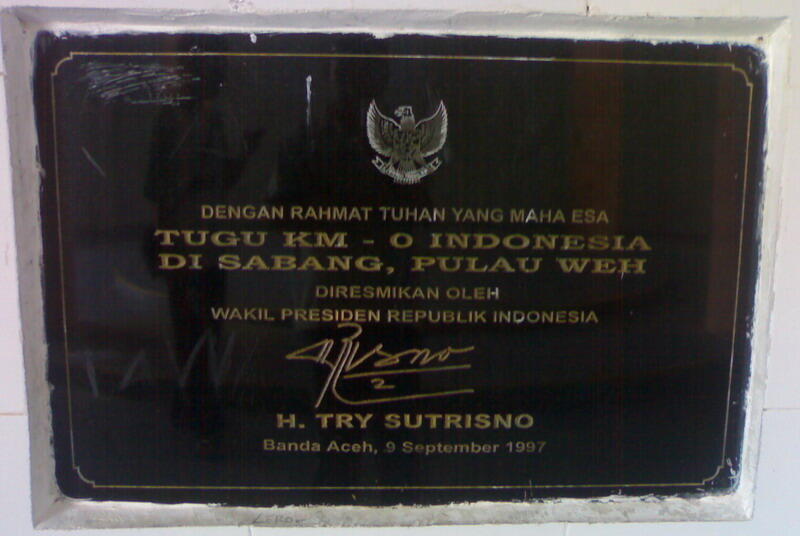 DENGAN RAHMAT TUHAN YANG MAHA ESA
TUGU KM - 0 INDONESIA
DI SABANG, PULAU WEH
DIRESMIKAN OLEH
WAKIL PRESIDEN REPUBLIK INDONESIA
H. TRY SUTRISNO
Banda Aceh, 9 September 1997